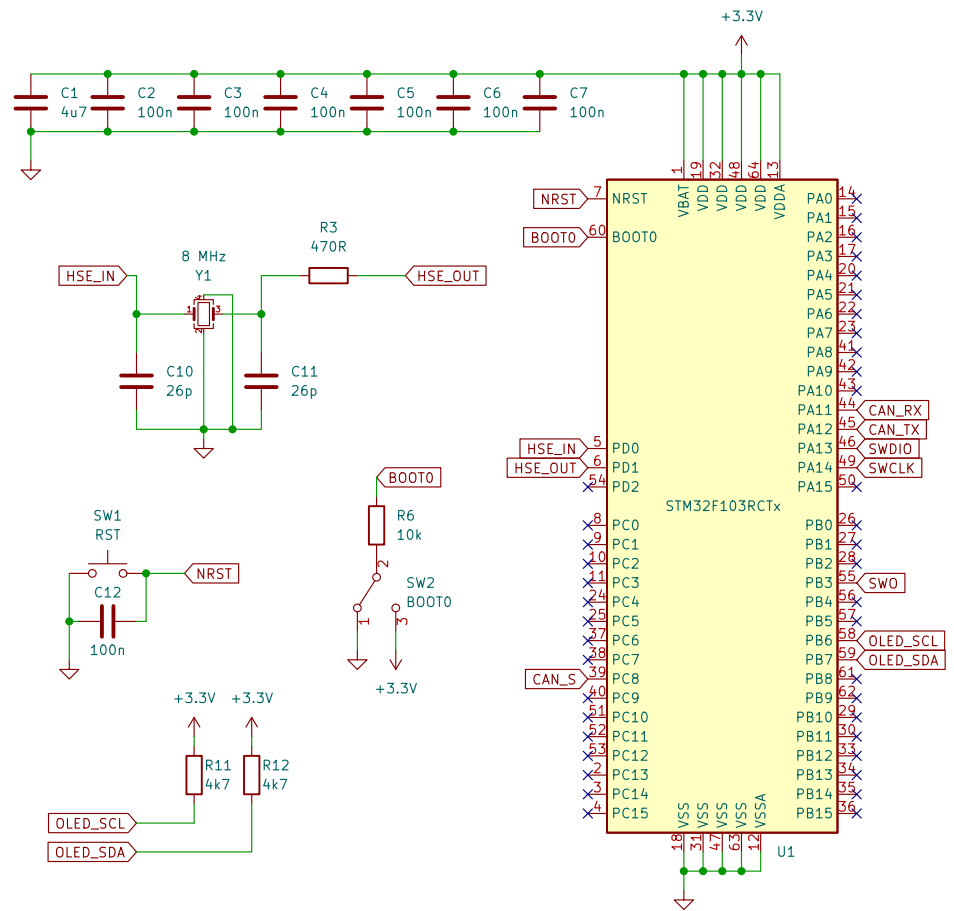 +3.3V
C1
4u7
C2
100n
C3
100n
C4
100n
C5
100n
C6
100n
C7
100n
1
19
32
48
64
13
VBAT
VDD
VDD
VDD
VDD
VDDA
NRST 7 NRST
BOOT0 60 BOOT0
HSE_IN 5 PD0
HSE_OUT 6 PD1
54 PD2
8 PC0
9 PC1
10 PC2
11 PC3
24 PC4
25 PC5
37 PC6
38 PC7
CAN_S 39 PC8
40 PC9
51 PC10
52 PC11
53 PC12
2 PC13
3 PC14
4 PC15
STM32F103RCTx
PA0 14
PA1 15
PA2 16
PA3 17
PA4 20
PA5 21
PA6 22
PA7 23
PA8 41
PA9 42
PA10 43
PA11 44 CAN_RX
PA12 45 CAN_TX
PA13 46 SWDIO
PA14 49 SWCLK
PA15 50
PB0 26
PB1 27
PB2 28
PB3 55 SWO
PB4 56
PB5 57
PB6 58 OLED_SCL
PB7 59 OLED_SDA
PB8 61
PB9 62
PB10 29
PB11 30
PB12 33
PB13 34
PB14 35
PB15 36
VSS
VSS
VSS
VSS
VSSA
18
31
47
63
12
U1
R3
470R
8 MHz
Y1
HSE_IN
HSE_OUT
4
1
3
2
C10
26p
C11
26p
BOOT0
R6
10k
2
SW2
BOOT0
1
3
+3.3V
SW1
RST
NRST
C12
100n
+3.3V
+3.3V
R11
4k7
R12
4k7
OLED_SCL
OLED_SDA